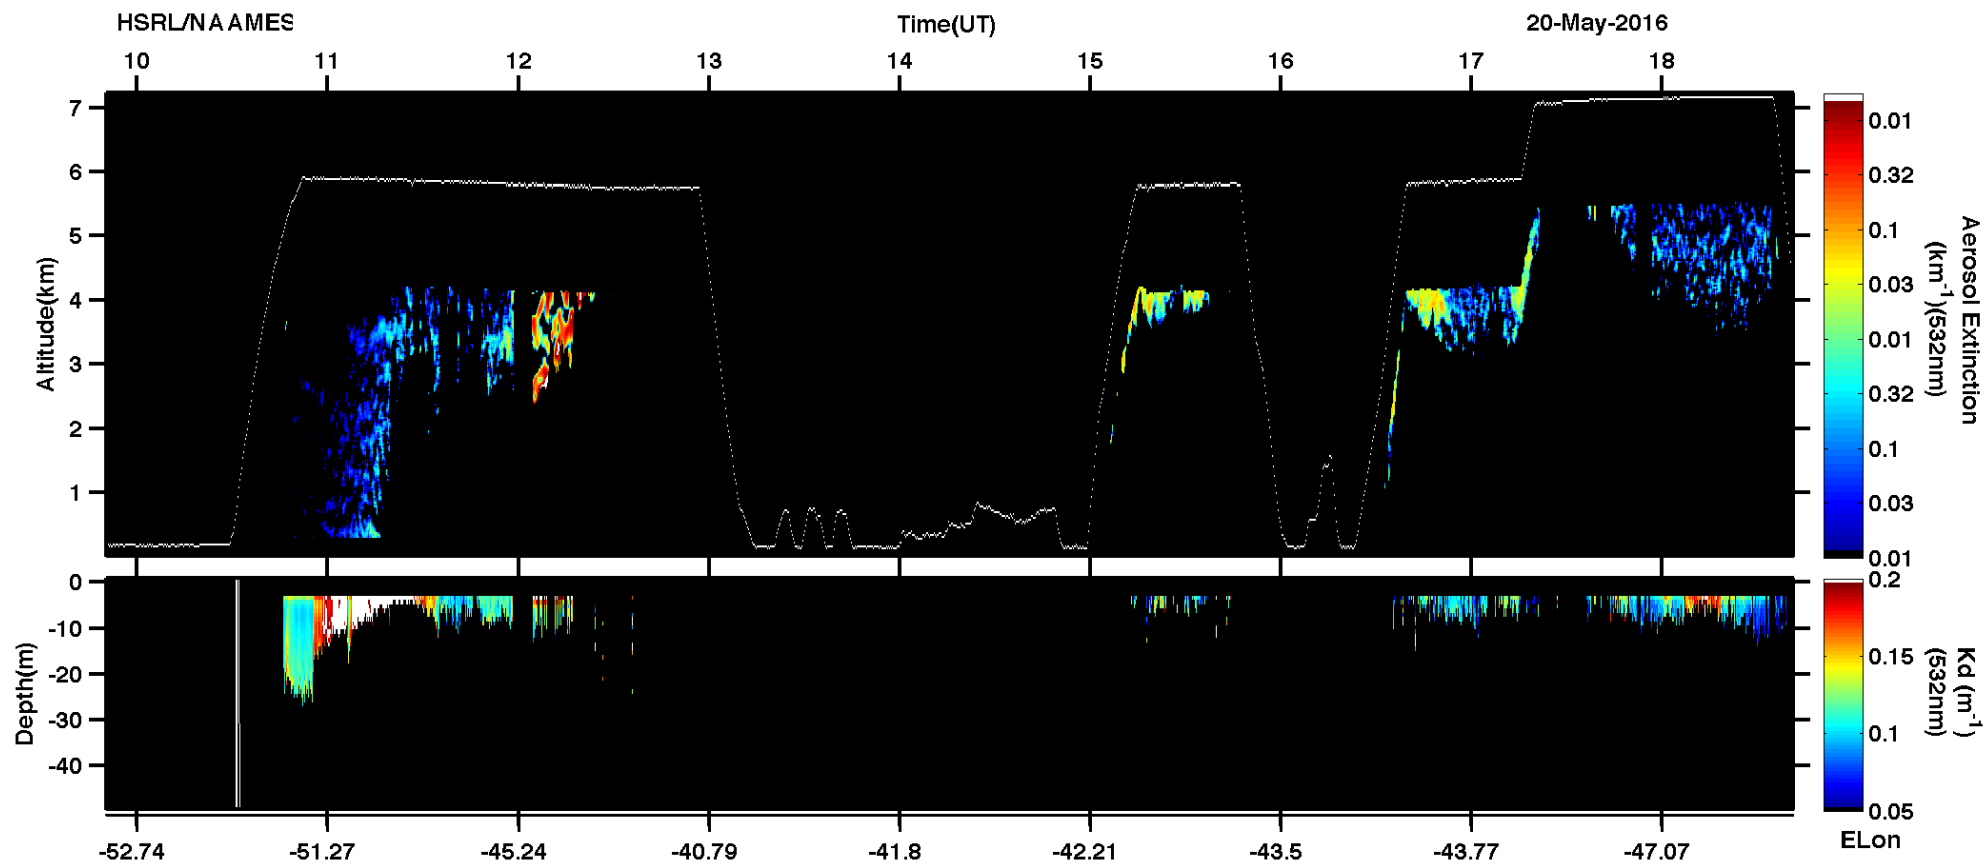 HSRL/NAAMES Time(UT) 20-May-2016
10 11 12 13 14 15 16 17 18
7
6
5
4
3
2
1
Altitude(km)
0.01
0.32
0.1
0.03
0.01
0.32
0.1
0.03
0.01
Aerosol Extinction
(km⁻¹)(532nm)
0
-10
-20
-30
-40
Depth(m)
0.2
0.15
0.1
0.05
Kd (m⁻¹)
(532nm)
-52.74 -51.27 -45.24 -40.79 -41.8 -42.21 -43.5 -43.77 -47.07
ELon